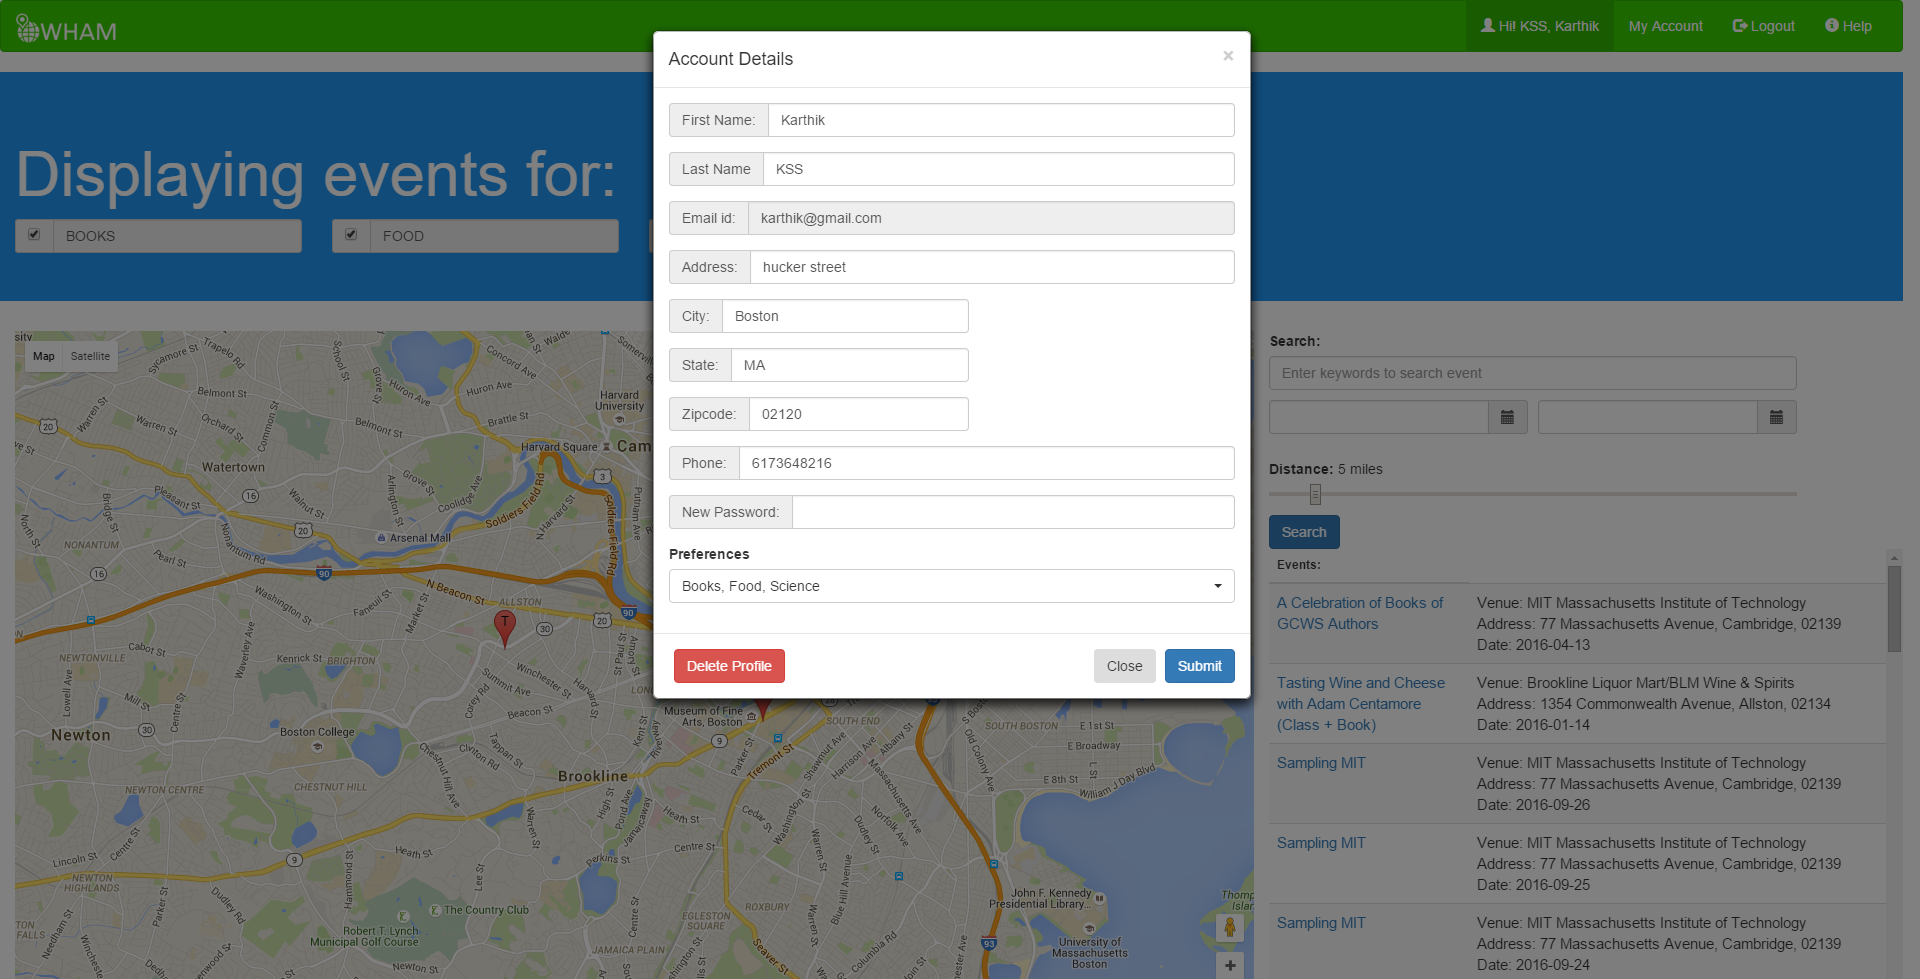 WHAM
Hi! KSS, Karthik
My Account
Logout
Help
Account Details
×
First Name: Karthik
Last Name KSS
Email id: karthik@gmail.com
Address: hucker street
City: Boston
State: MA
Zipcode: 02120
Phone: 6173648216
New Password:
Preferences
Books, Food, Science
Delete Profile
Close
Submit
Displaying events for:
BOOKS
FOOD
Map
Satellite
Watertown
Belmont St
Harvard University
Harvard Square
Arsenal Mall
NONANTUM
ALLSTON
NEWTONVILLE
BRIGHTON
Newton
Boston College
Brookline
NEWTON CENTRE
CHESTNUT HILL
NEWTON HIGHLANDS
The Country Club
Robert T. Lynch
Municipal Golf Course
Museum of Fine
Arts, Boston
SOUTH END
SOUTH BOSTON
E 1st St
E Broadway
E 8th St
William J Day Blvd
ROXBURY
EGLESTON SQUARE
JAMAICA PLAIN
John F. Kennedy
Presidential Library...
University of
Massachusetts
Boston
Search:
Enter keywords to search event
Distance: 5 miles
Search
Events:
A Celebration of Books of
GCWS Authors
Venue: MIT Massachusetts Institute of Technology
Address: 77 Massachusetts Avenue, Cambridge, 02139
Date: 2016-04-13
Tasting Wine and Cheese
with Adam Centamore
(Class + Book)
Venue: Brookline Liquor Mart/BLM Wine & Spirits
Address: 1354 Commonwealth Avenue, Allston, 02134
Date: 2016-01-14
Sampling MIT
Venue: MIT Massachusetts Institute of Technology
Address: 77 Massachusetts Avenue, Cambridge, 02139
Date: 2016-09-26
Sampling MIT
Venue: MIT Massachusetts Institute of Technology
Address: 77 Massachusetts Avenue, Cambridge, 02139
Date: 2016-09-25
Sampling MIT
Venue: MIT Massachusetts Institute of Technology
Address: 77 Massachusetts Avenue, Cambridge, 02139
Date: 2016-09-24